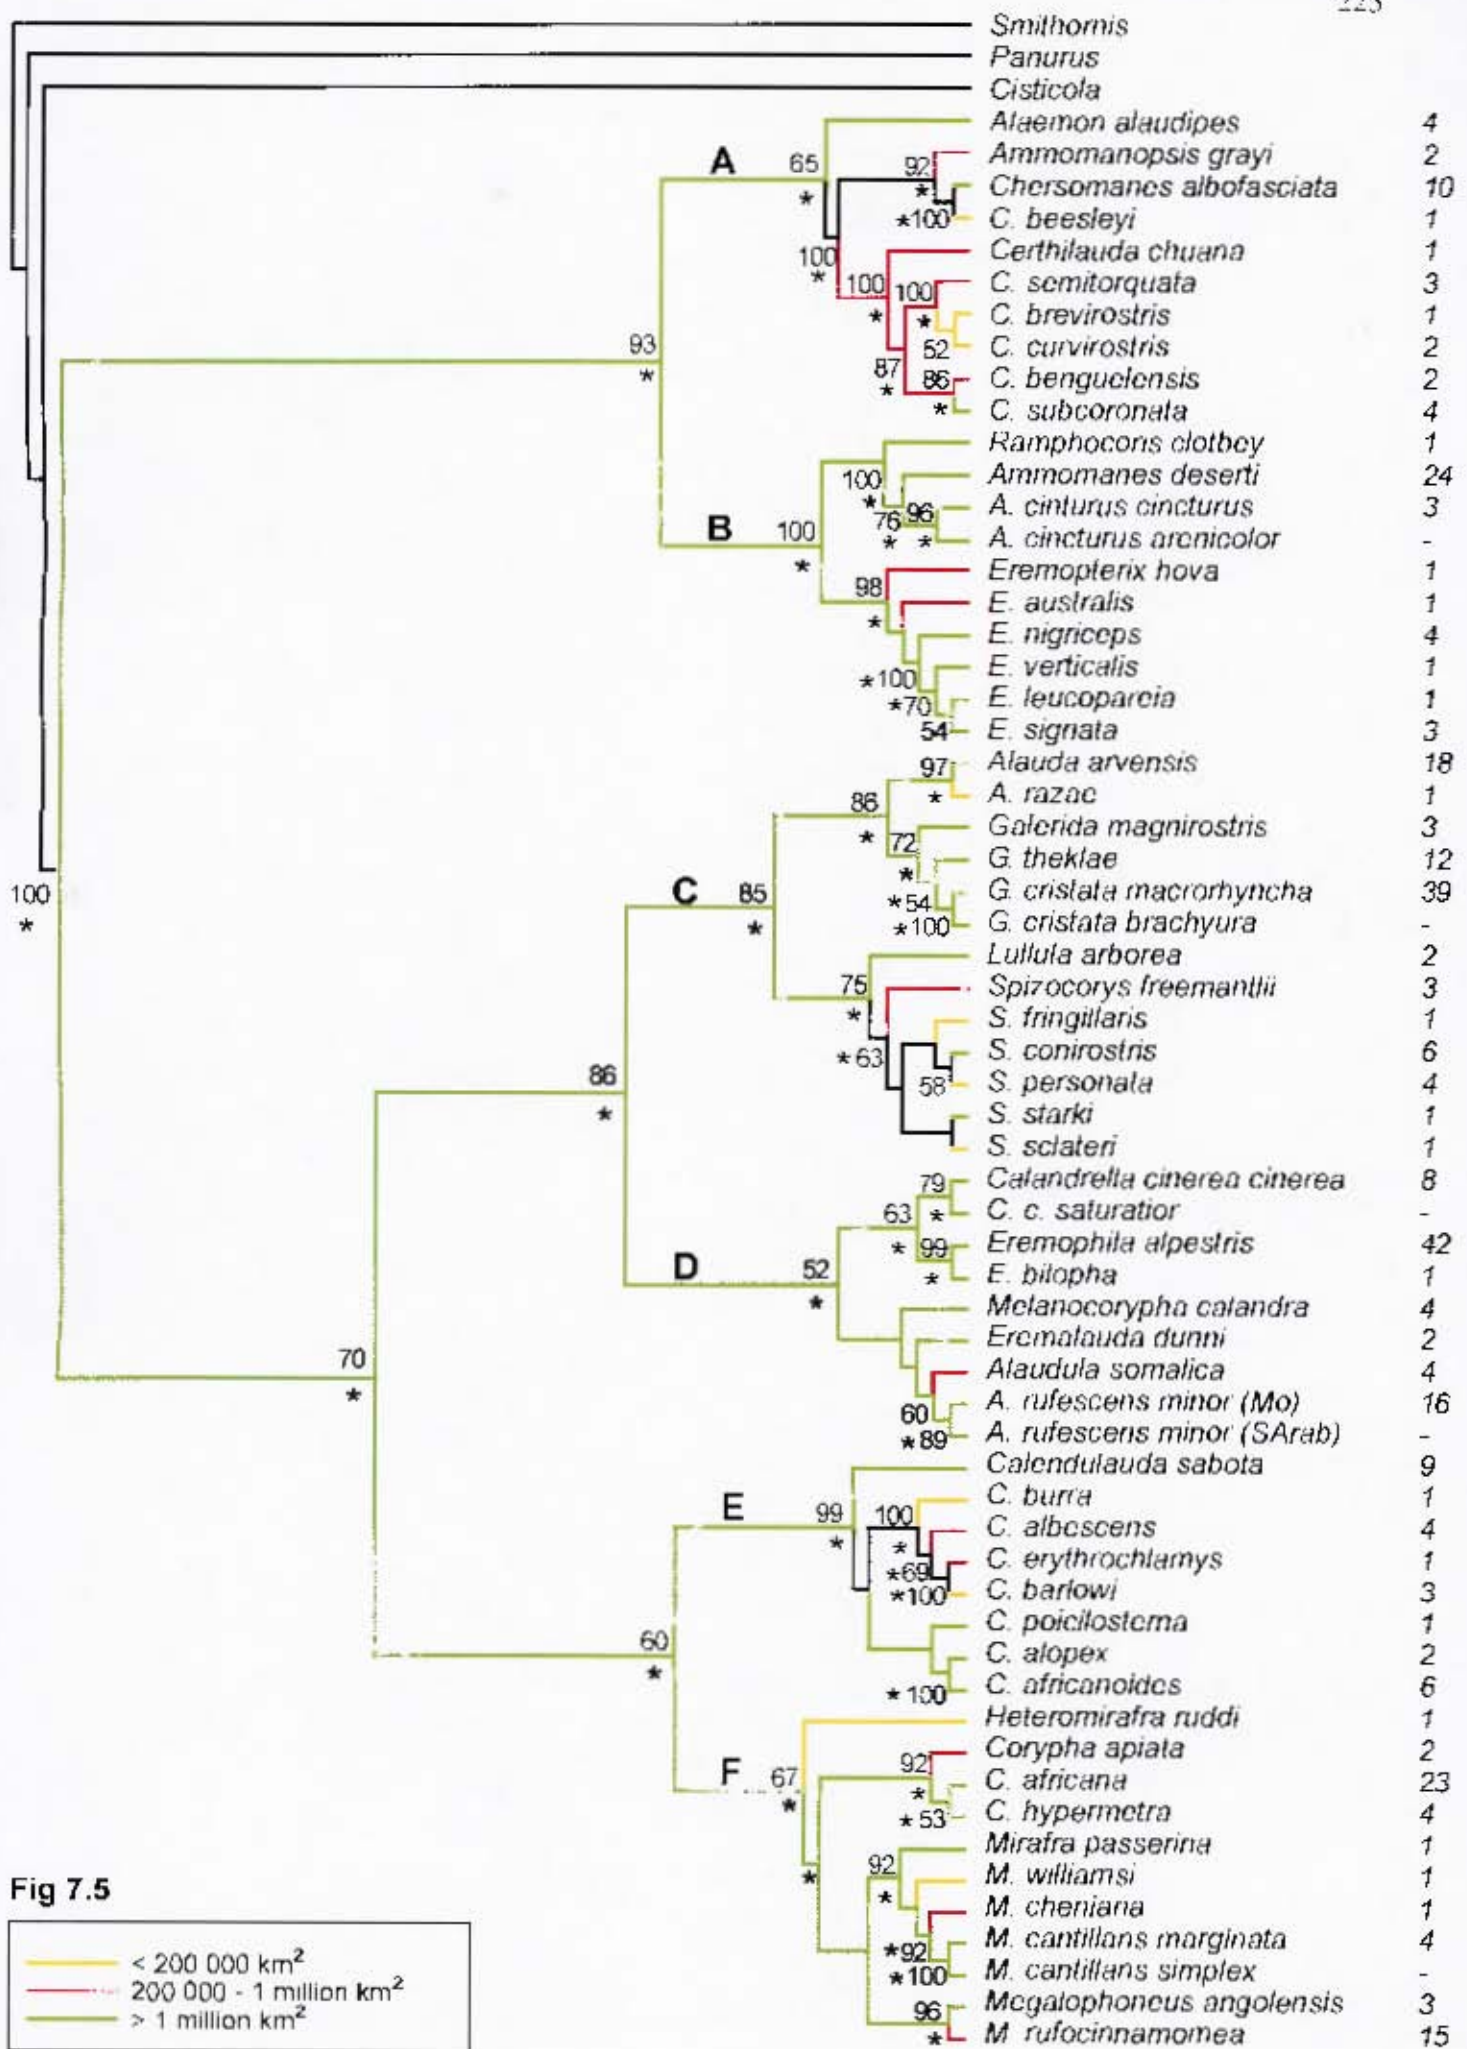 Smithornis
Panurus
Cisticola
Alaemon alaudipes 4
A 65 92 Ammomanopsis grayi 2
* * Chersomanes albofasciata 10
*100 C. beesleyi 1
100 Certhilauda chuana 1
* 100 100 C. semitorquata 3
* * C. brevirostris 1
93 52 C. curvirostris 2
* 87 86 C. benguelensis 2
* * C. subcoronata 4
Ramphocoris clotbey 1
100 Ammomanes deserti 24
* 96 A. cinturus cincturus 3
B 100 76 * * A. cincturus arenicolor -
* 98 Eremopterix hova 1
* E. australis 1
E. nigriceps 4
*100 E. verticalis 1
*70 E. leucopareia 1
54 E. signata 3
97 Alauda arvensis 18
86 * A. razae 1
* 72 Galerida magnirostris 3
* G. theklae 12
100 C 85 *54 G. cristata macrorhyncha 39
* * *100 G. cristata brachyura -
Lullula arborea 2
75 Spizocorys freemantlii 3
* S. fringillaris 1
*63 S. conirostris 6
86 58 S. personata 4
* S. starki 1
S. sclateri 1
79 Calandrella cinerea cinerea 8
63 * C. c. saturatior -
* 99 Eremophila alpestris 42
D 52 * E. bilopha 1
* Melanocorypha calandra 4
70 Eremalauda dunni 2
* Alaudula somalica 4
60 A. rufescens minor (Mo) 16
*89 A. rufescens minor (SArab) -
Calendulauda sabota 9
E 99 100 C. burra 1
* * C. albescens 4
*69 C. erythrochlamys 1
*100 C. barlowi 3
60 C. poicilosterna 1
* C. alopex 2
*100 C. africanoides 6
Heteromirafra ruddi 1
92 Corypha apiata 2
F 67 * C. africana 23
* *53 C. hypermetra 4
92 Mirafra passerina 1
* * M. williamsi 1
M. cheniana 1
*92 M. cantillans marginata 4
*100 M. cantillans simplex -
96 Megalophoneus angolensis 3
* M rufocinnamomea 15
Fig 7.5
< 200 000 km²
200 000 - 1 million km²
> 1 million km²